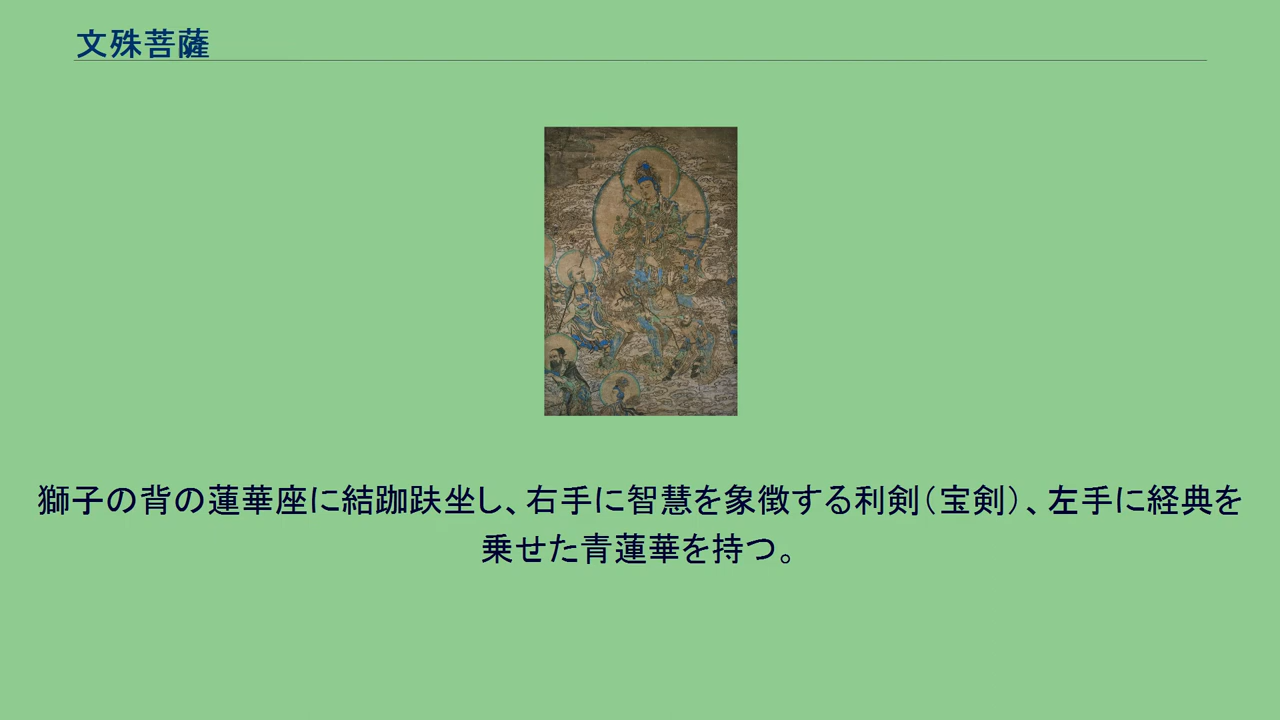 文殊菩薩
獅子の背の蓮華座に結跏趺坐し、右手に智慧を象徴する利剣（宝剣）、左手に経典を
乗せた青蓮華を持つ。